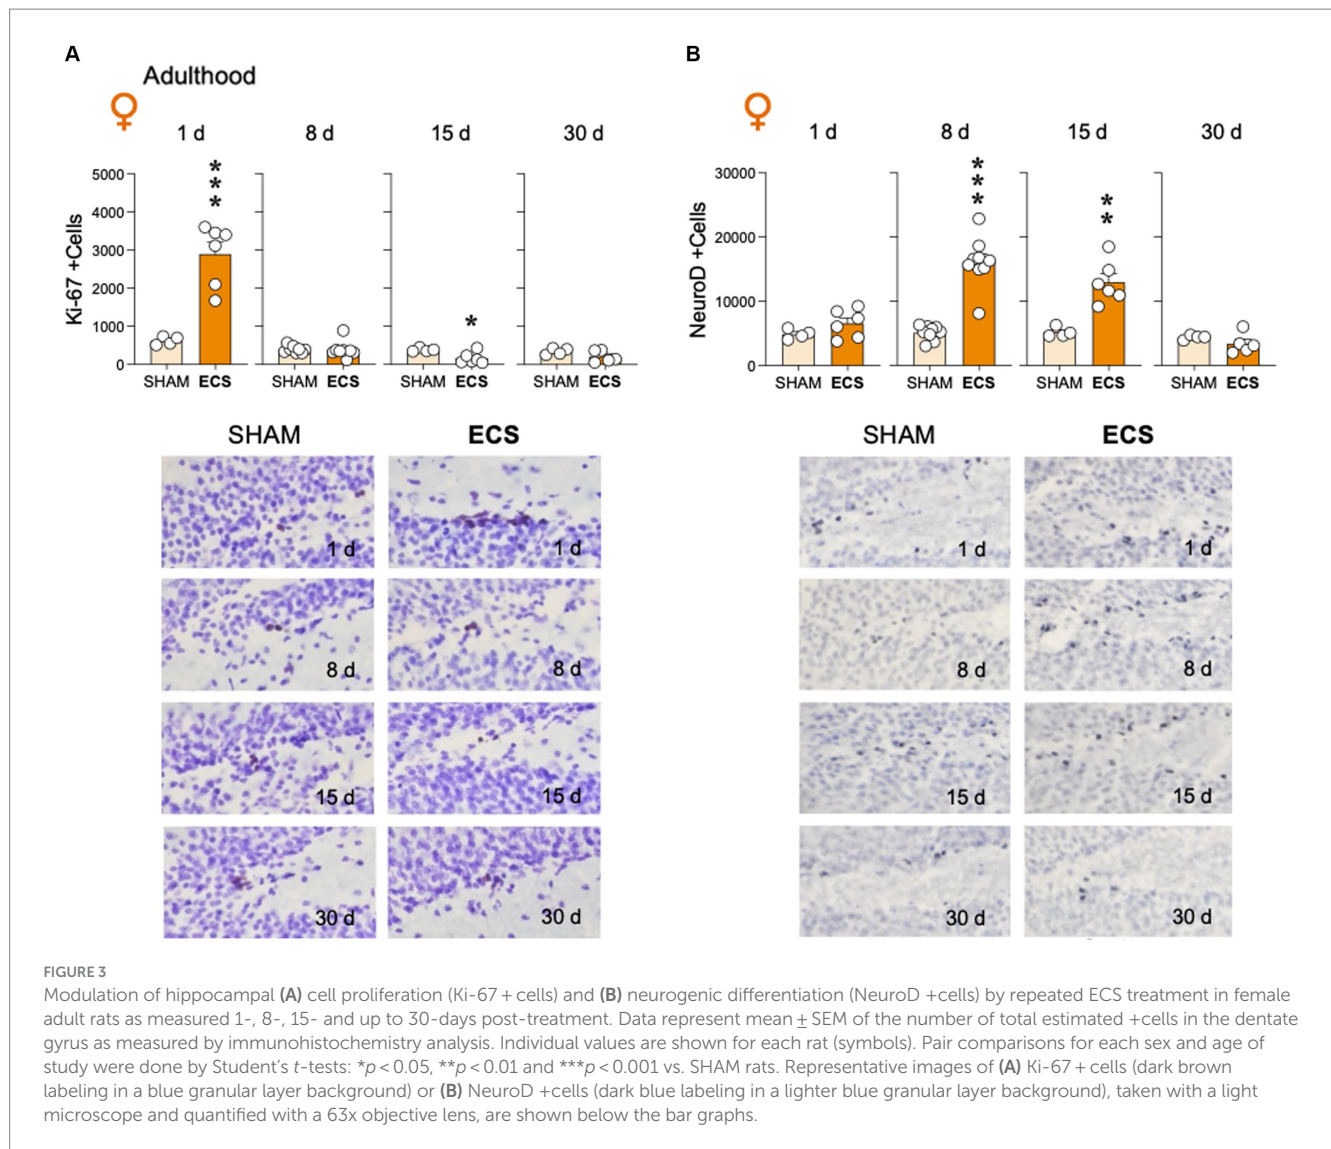 A
Adulthood
♀
1 d
8 d
15 d
30 d
Ki-67 +Cells
5000
4000
3000
2000
1000
0
***
*
SHAM ECS
SHAM ECS
SHAM ECS
SHAM ECS
SHAM
ECS
1 d
1 d
8 d
8 d
15 d
15 d
30 d
30 d
B
♀
1 d
8 d
15 d
30 d
NeuroD +Cells
30000
20000
10000
0
***
**
SHAM ECS
SHAM ECS
SHAM ECS
SHAM ECS
SHAM
ECS
1 d
1 d
8 d
8 d
15 d
15 d
30 d
30 d
FIGURE 3
Modulation of hippocampal (A) cell proliferation (Ki-67 + cells) and (B) neurogenic differentiation (NeuroD +cells) by repeated ECS treatment in female
adult rats as measured 1-, 8-, 15- and up to 30-days post-treatment. Data represent mean ± SEM of the number of total estimated +cells in the dentate
gyrus as measured by immunohistochemistry analysis. Individual values are shown for each rat (symbols). Pair comparisons for each sex and age of
study were done by Student's t-tests: *p < 0.05, **p < 0.01 and ***p < 0.001 vs. SHAM rats. Representative images of (A) Ki-67 + cells (dark brown
labeling in a blue granular layer background) or (B) NeuroD +cells (dark blue labeling in a lighter blue granular layer background), taken with a light
microscope and quantified with a 63x objective lens, are shown below the bar graphs.